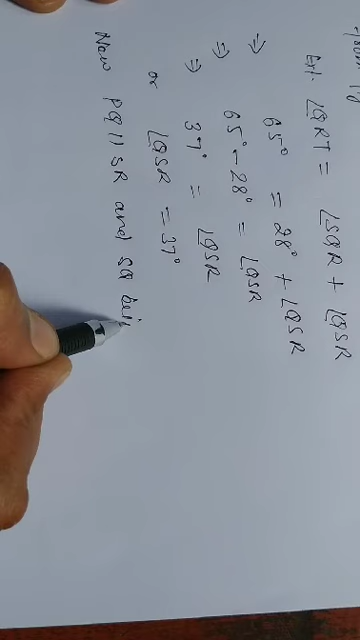 Ext. ∠QRT = ∠SQR + ∠QSR
⇒ 65° = 28° + ∠QSR
⇒ 65° - 28° = ∠QSR
⇒ 37° = ∠QSR
or ∠QSR = 37°
Now PQ || SR and SQ bei